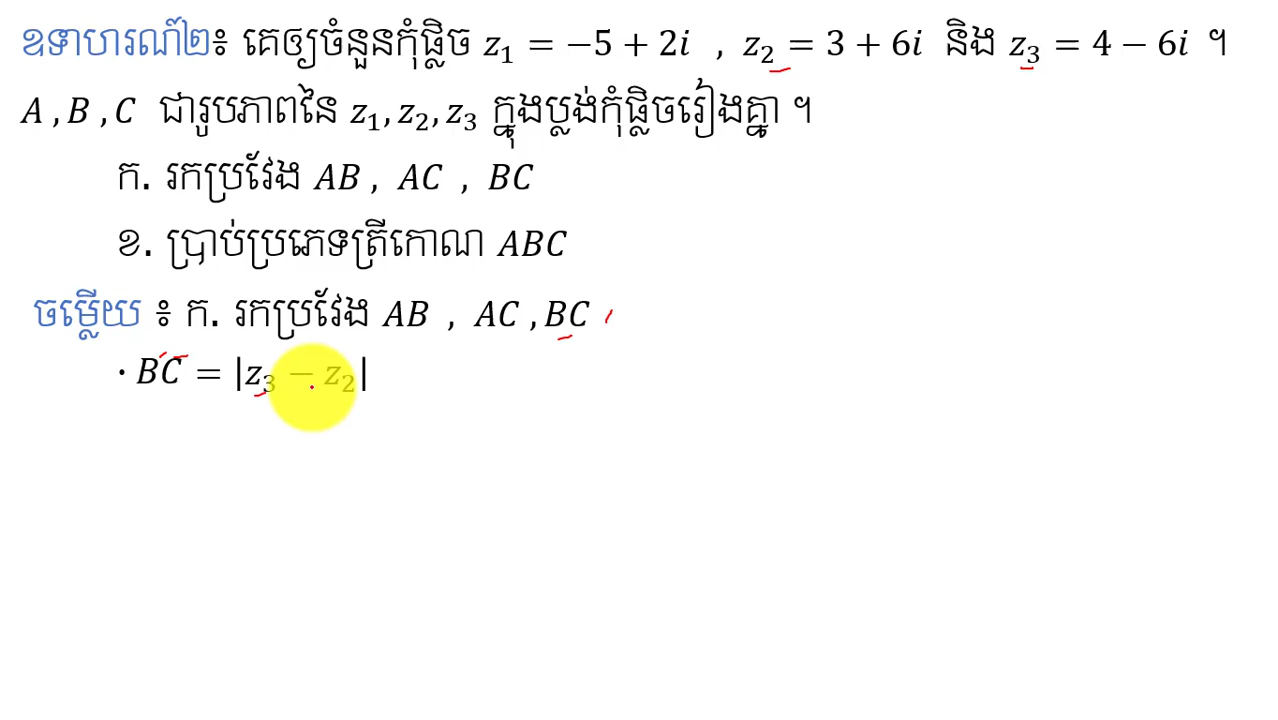 ឧទាហរណ៍២៖ គេឲ្យចំនួនកុំផ្លិច z₁ = −5 + 2i , z₂ = 3 + 6i និង z₃ = 4 − 6i ។
A , B , C ជារូបភាពនៃ z₁, z₂, z₃ ក្នុងប្លង់កុំផ្លិចរៀងគ្នា ។
ក. រកប្រវែង AB , AC , BC
ខ. ប្រាប់ប្រភេទត្រីកោណ ABC
ចម្លើយ ៖ ក. រកប្រវែង AB , AC , BC
· BC = |z₃ − z₂|